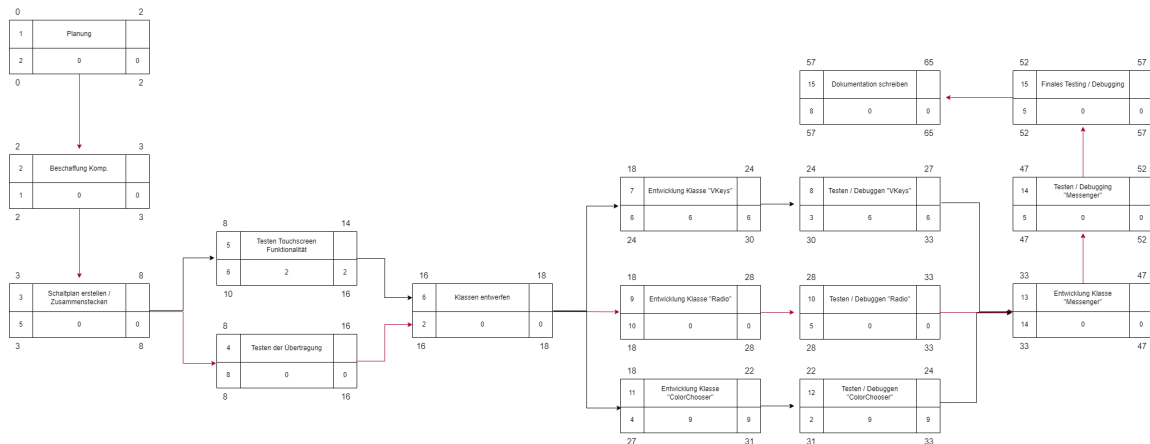 0 2
1 Planung
2 0 0
0 2
2 3
2 Beschaffung Komp.
1 0 0
2 3
3 8
3 Schaltplan erstellen /
Zusammenstecken
5 0 0
3 8
8 14
5 Testen Touchscreen
Funktionalität
6 2 2
10 16
8 16
4 Testen der Übertragung
8 0 0
8 16
16 18
6 Klassen entwerfen
2 0 0
16 18
18 24
7 Entwicklung Klasse "VKeys"
6 6 6
24 30
24 27
8 Testen / Debuggen "VKeys"
3 6 6
30 33
18 28
9 Entwicklung Klasse "Radio"
10 0 0
18 28
28 33
10 Testen / Debuggen "Radio"
5 0 0
28 33
18 22
11 Entwicklung Klasse
"ColorChooser"
4 9 9
27 31
22 24
12 Testen / Debuggen
"ColorChooser"
2 9 9
31 33
33 47
13 Entwicklung Klasse
"Messenger"
14 0 0
33 47
47 52
14 Testen / Debugging
"Messenger"
5 0 0
47 52
52 57
15 Finales Testing / Debugging
5 0 0
52 57
57 65
15 Dokumentation schreiben
8 0 0
57 65